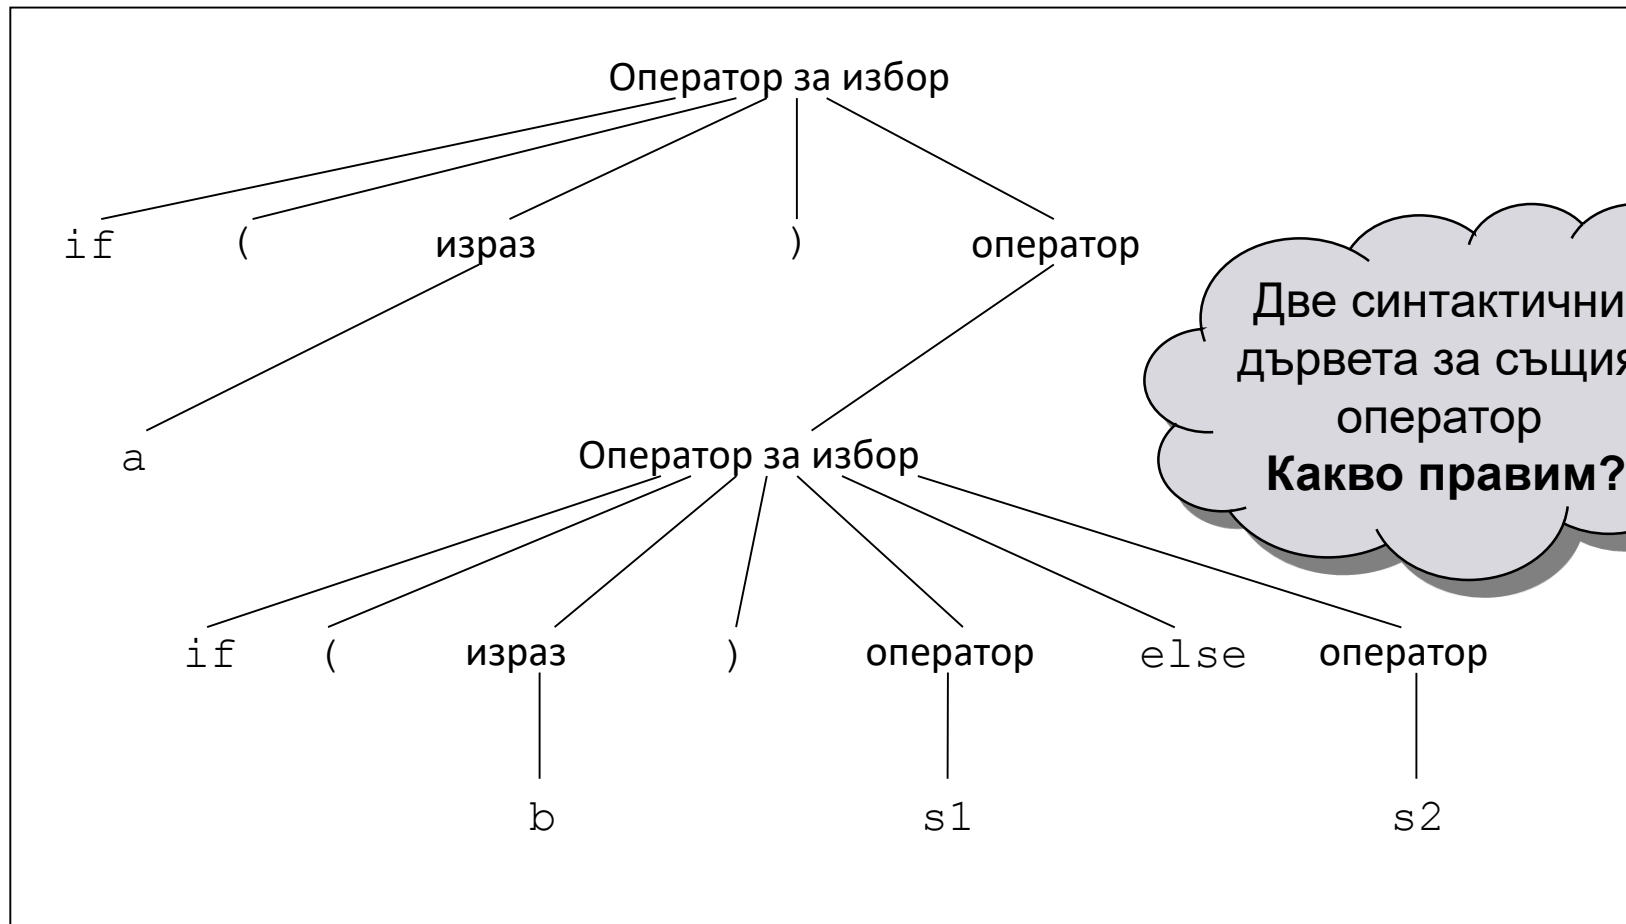 Оператор за избор
if ( израз ) оператор
Две синтактични
дървета за същия
оператор
Какво правим?
a
Оператор за избор
if ( израз ) оператор else оператор
b s1 s2